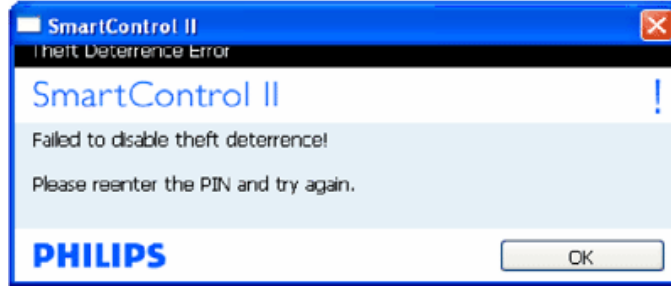 SmartControl II
Theft Deterrence Error
SmartControl II !
Failed to disable theft deterrence!
Please reenter the PIN and try again.
PHILIPS
OK